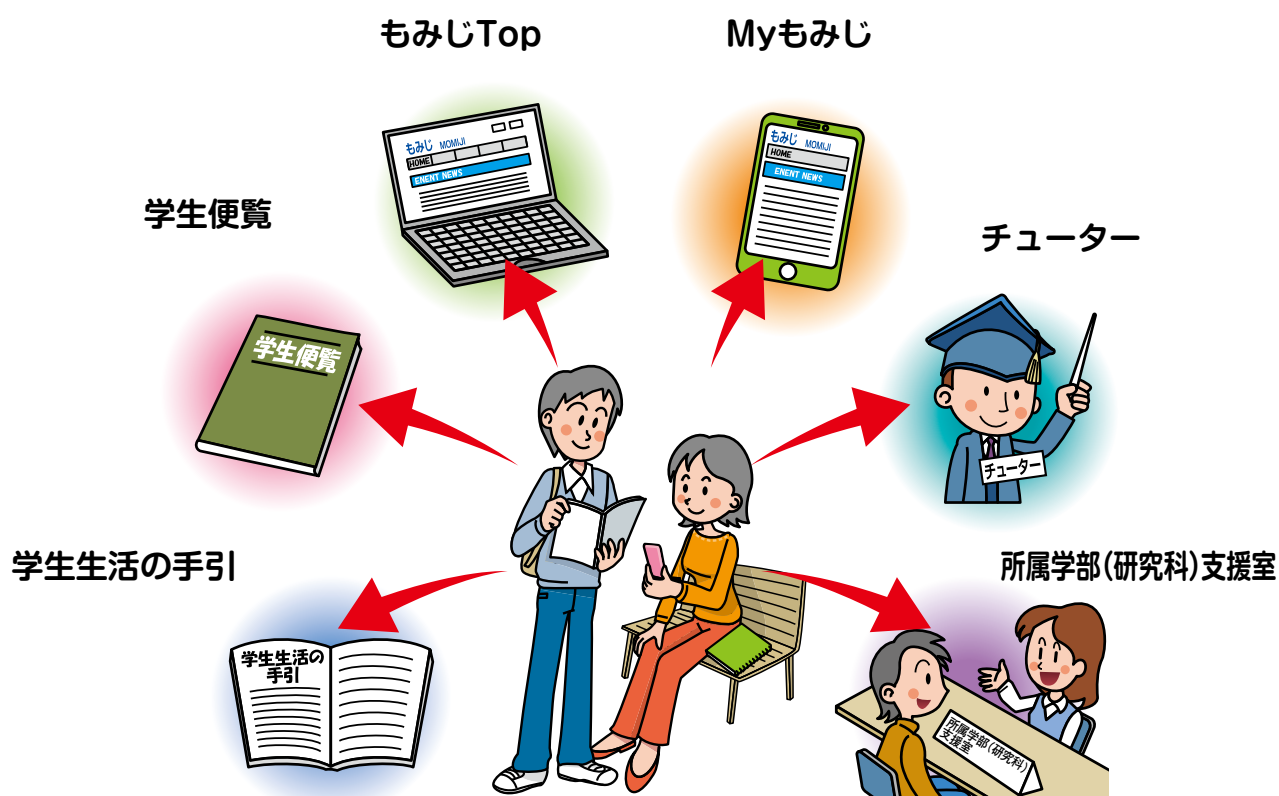 もみじTop
Myもみじ
もみじ MOMIJI
HOME
ENENT NEWS
もみじ MOMIJI
HOME
ENENT NEWS
学生便覧
チューター
学生便覧
チューター
学生生活の手引
所属学部(研究科)支援室
学生生活の
手引
所属学部(研究科)
支援室